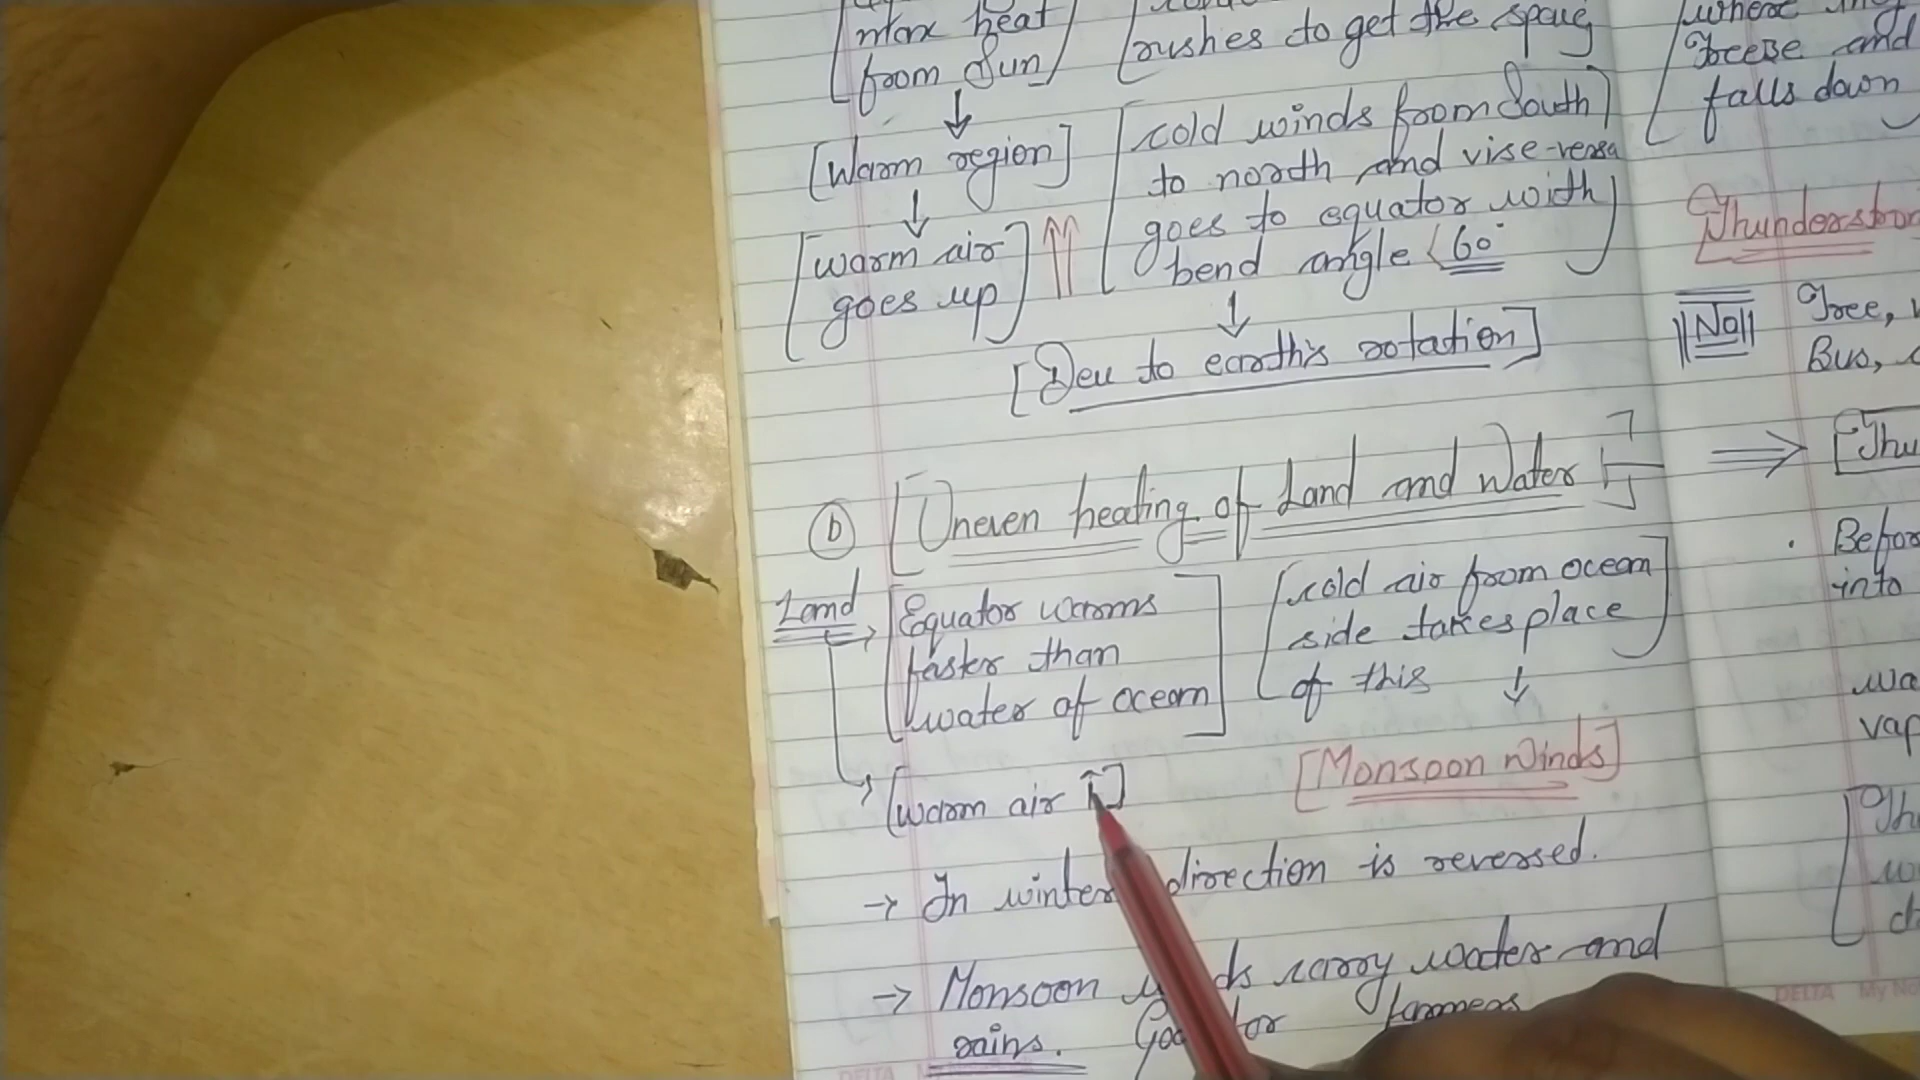 max heat
from Sun
Warm region
warm air
goes up
rushes to get the
cold winds from South
to north and vise-versa
goes to equator with
bend angle <60°
Deu to earth's rotation
b Uneven heating of Land and Water
Land
Equator warms
faster than
water of ocean
warm air ↑
cold air from ocean
side takes place
of this
Monsoon Winds
→ In winter direction is reversed.
→ Monsoon carry water and
rains. for farmers
where
freeze and
falls down
No
Tree,
Bus,
into
DELTA